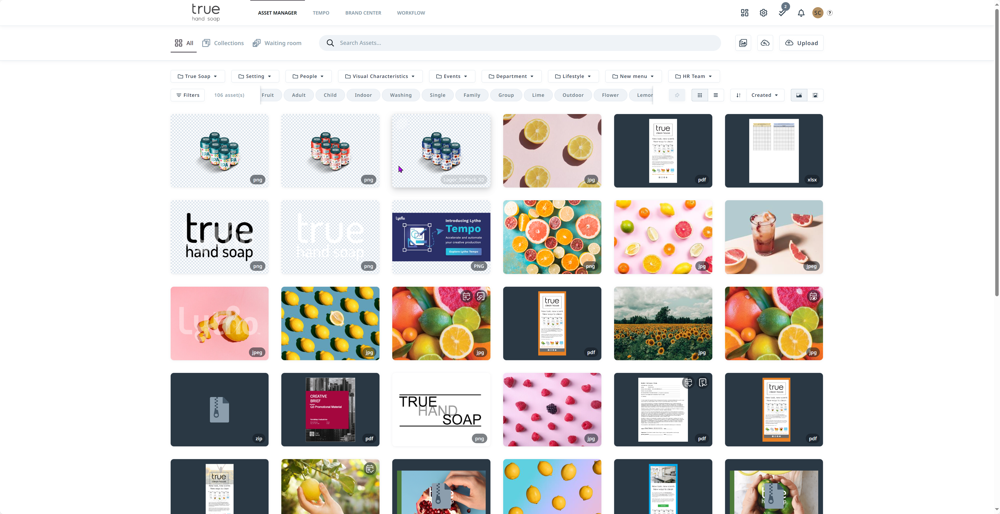 true
hand soap
ASSET MANAGER
TEMPO
BRAND CENTER
WORKFLOW
2
SC
?
All
Collections
Waiting room
Search Assets...
Upload
True Soap
Setting
People
Visual Characteristics
Events
Department
Lifestyle
New menu
HR Team
Filters
106 asset(s)
Fruit
Adult
Child
Indoor
Washing
Single
Family
Group
Lime
Outdoor
Flower
Lemor
Created
IPA
IPA
png
CIDER
png
LAGER
Lager_SixPack_02
jpg
true
clean house
New look, new scents
New ways to clean
pdf
xlsx
true
hand soap
png
true
hand soap
png
Lytho
Introducing Lytho
Tempo
Accelerate and automate
your creative production
Explore Lytho Tempo
PNG
png
jpg
jpeg
Lytho
jpeg
jpg
jpg
true
clean house
New look, new scents
New ways to clean
pdf
jpg
jpg
zip
CREATIVE
BRIEF
Q3 Promotional Material
Vandelay Industries
Logo
Name
pdf
TRUE
HAND
SOAP
png
jpg
Model Release Form
pdf
true
clean house
New look, new scents
New ways to clean
pdf
true
clean house
New look, new scents
New ways to clean
true
New look, new scents
New ways to clean